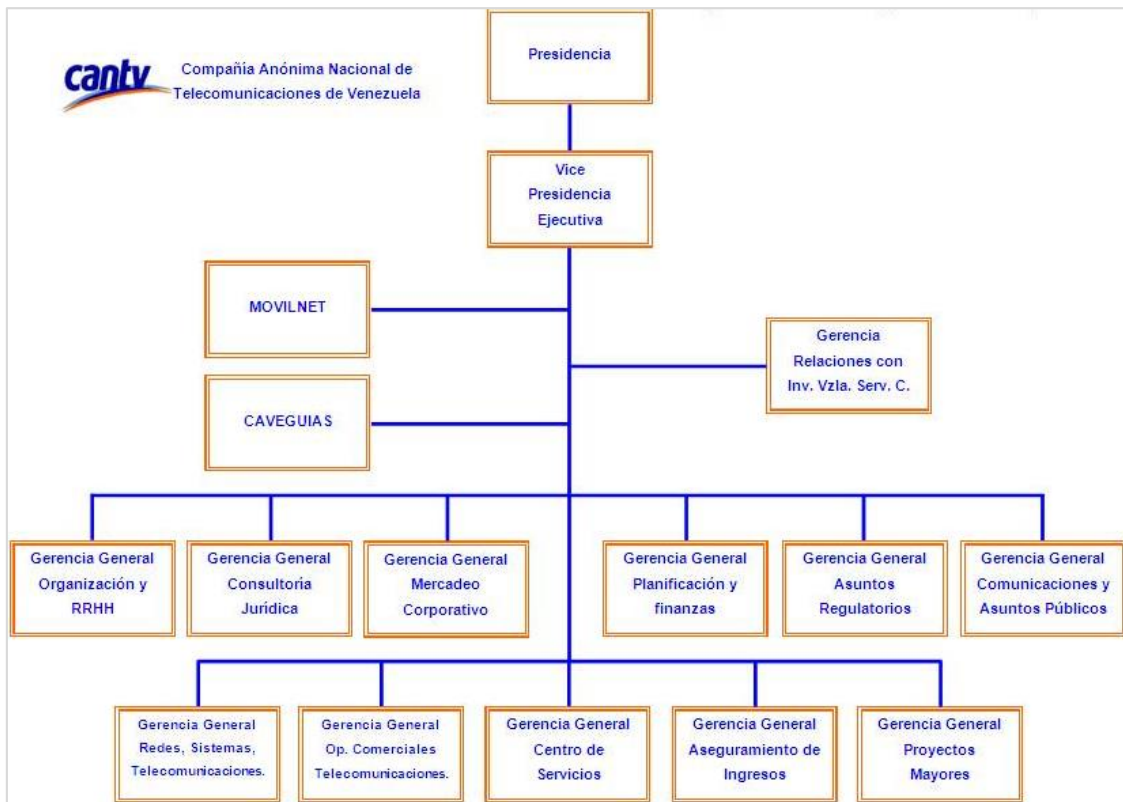 cantv
Compañía Anónima Nacional de
Telecomunicaciones de Venezuela
Presidencia
Vice
Presidencia
Ejecutiva
MOVILNET
Gerencia
Relaciones con
Inv. Vzla. Serv. C.
CAVEGUIAS
Gerencia General
Organización y
RRHH
Gerencia General
Consultoría
Jurídica
Gerencia General
Mercadeo
Corporativo
Gerencia General
Planificación y
finanzas
Gerencia General
Asuntos
Regulatorios
Gerencia General
Comunicaciones y
Asuntos Públicos
Gerencia General
Redes, Sistemas,
Telecomunicaciones.
Gerencia General
Op. Comerciales
Telecomunicaciones.
Gerencia General
Centro de
Servicios
Gerencia General
Aseguramiento de
Ingresos
Gerencia General
Proyectos
Mayores